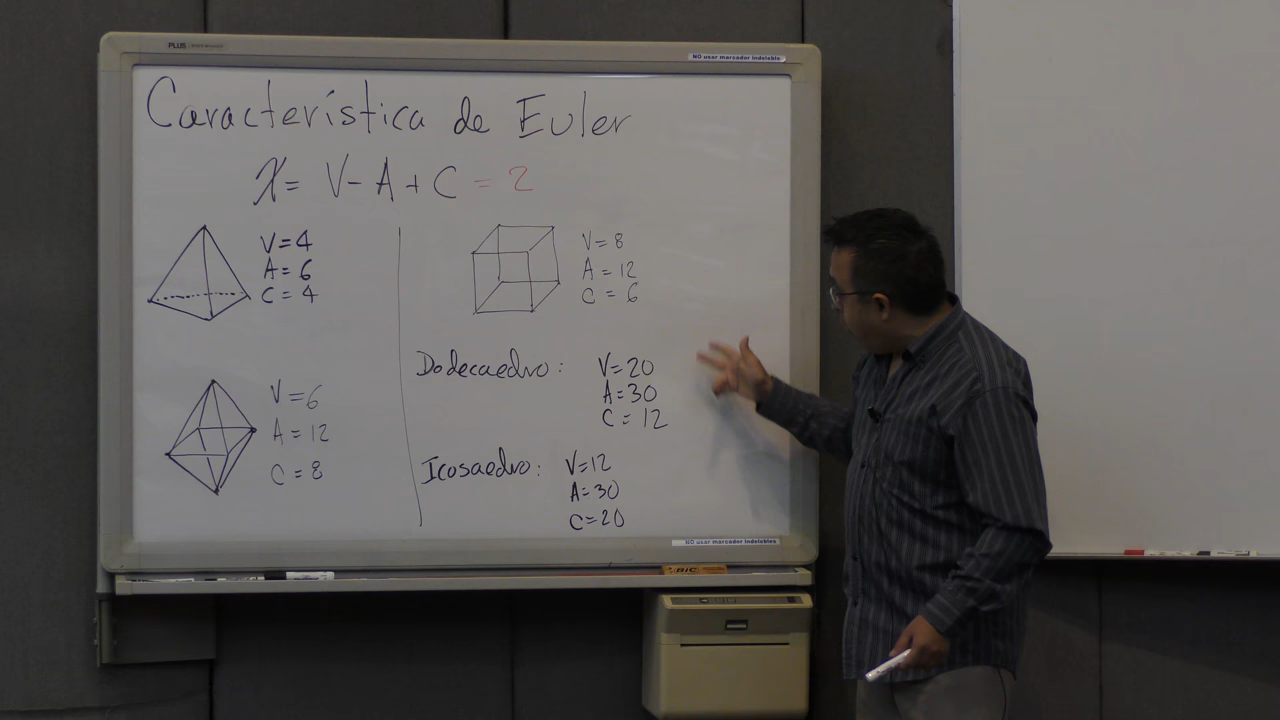 PLUS
NO usar marcador indeleble
Característica de Euler
χ = V - A + C = 2
V = 4
A = 6
C = 4
V = 8
A = 12
C = 6
Dodecaedro: V = 20
A = 30
C = 12
V = 6
A = 12
C = 8
Icosaedro: V = 12
A = 30
C = 20
NO usar marcador indelebles
BIC